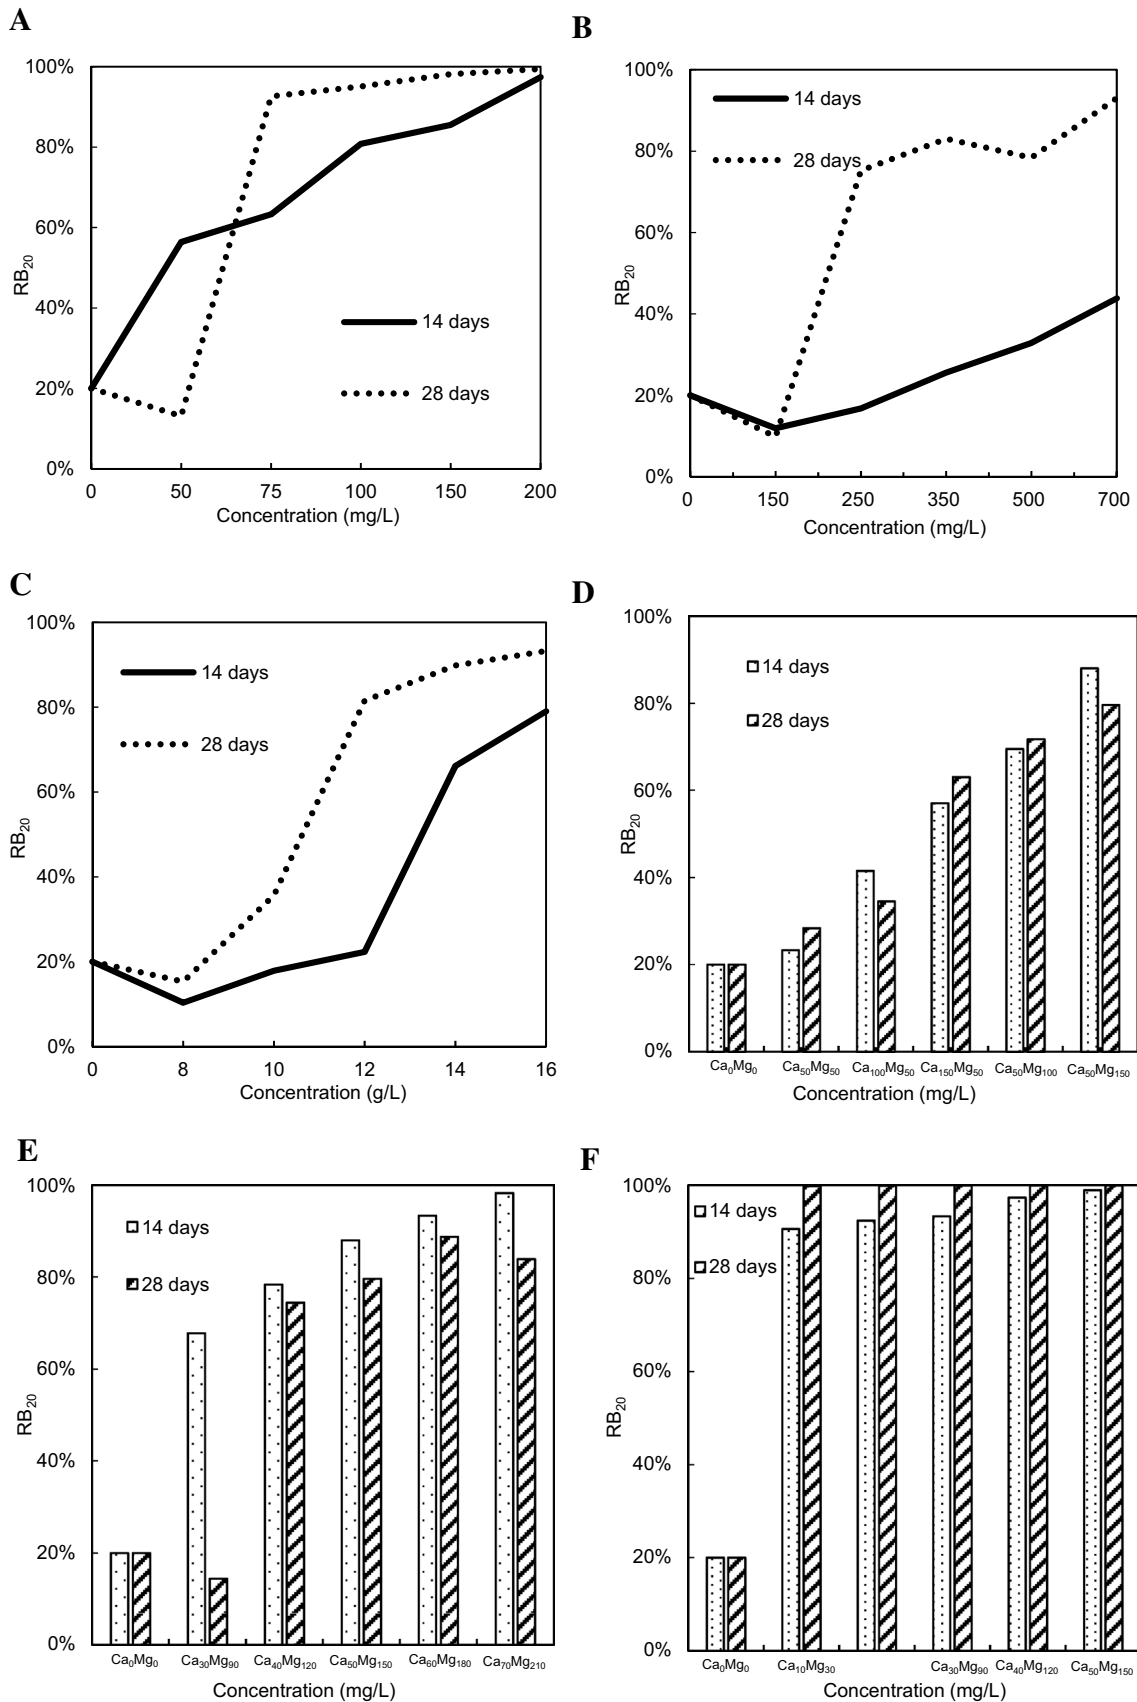 A
100%
80%
60%
40%
20%
0%
RB₂₀
14 days
28 days
0 50 75 100 150 200
Concentration (mg/L)
B
100%
80%
60%
40%
20%
0%
RB₂₀
14 days
28 days
0 150 250 350 500 700
Concentration (mg/L)
C
100%
80%
60%
40%
20%
0%
RB₂₀
14 days
28 days
0 8 10 12 14 16
Concentration (g/L)
D
100%
80%
60%
40%
20%
0%
RB₂₀
14 days
28 days
Ca₀Mg₀ Ca₅₀Mg₅₀ Ca₁₀₀Mg₅₀ Ca₁₅₀Mg₅₀ Ca₅₀Mg₁₀₀ Ca₅₀Mg₁₅₀
Concentration (mg/L)
E
100%
80%
60%
40%
20%
0%
RB₂₀
14 days
28 days
Ca₀Mg₀ Ca₃₀Mg₉₀ Ca₄₀Mg₁₂₀ Ca₅₀Mg₁₅₀ Ca₆₀Mg₁₈₀ Ca₇₀Mg₂₁₀
Concentration (mg/L)
F
100%
80%
60%
40%
20%
0%
RB₂₀
14 days
28 days
Ca₀Mg₀ Ca₁₀Mg₃₀ Ca₃₀Mg₉₀ Ca₄₀Mg₁₂₀ Ca₅₀Mg₁₅₀
Concentration (mg/L)